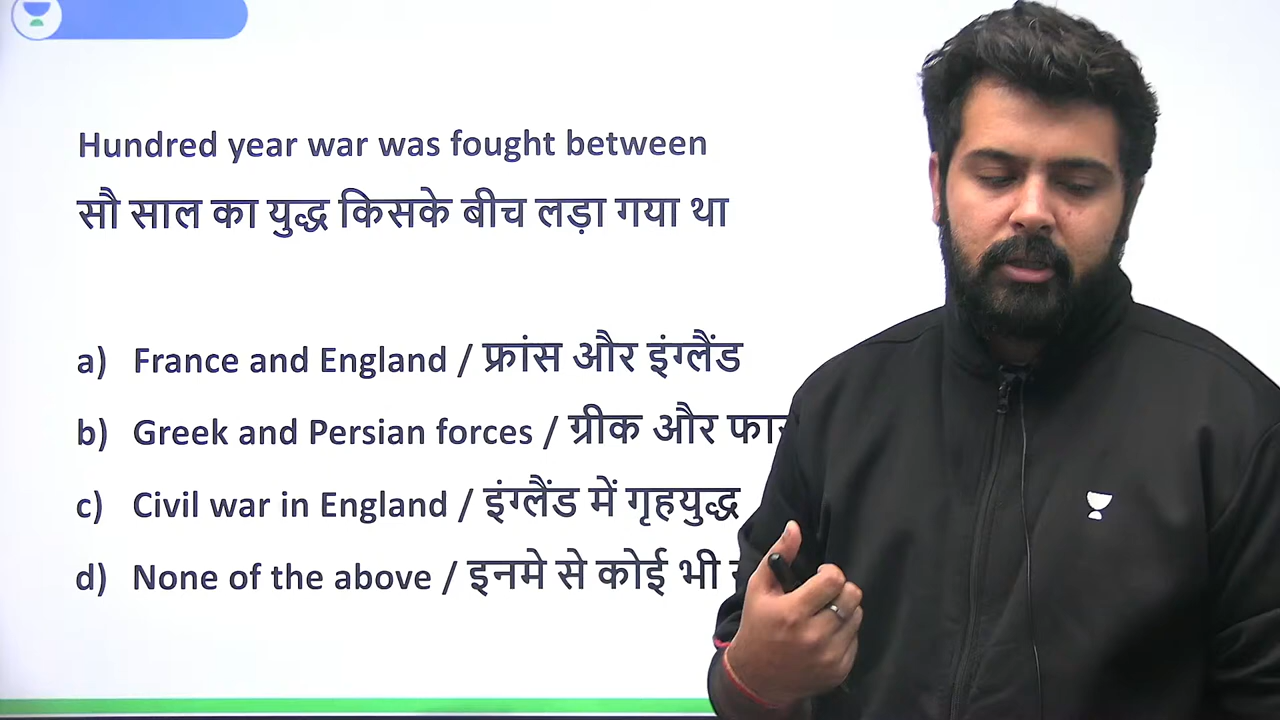 Hundred year war was fought between
सौ साल का युद्ध किसके बीच लड़ा गया था
a) France and England / फ्रांस और इंग्लैंड
b) Greek and Persian forces / ग्रीक और
c) Civil war in England / इंग्लैंड में गृहयुद्ध
d) None of the above / इनमे से कोई भी